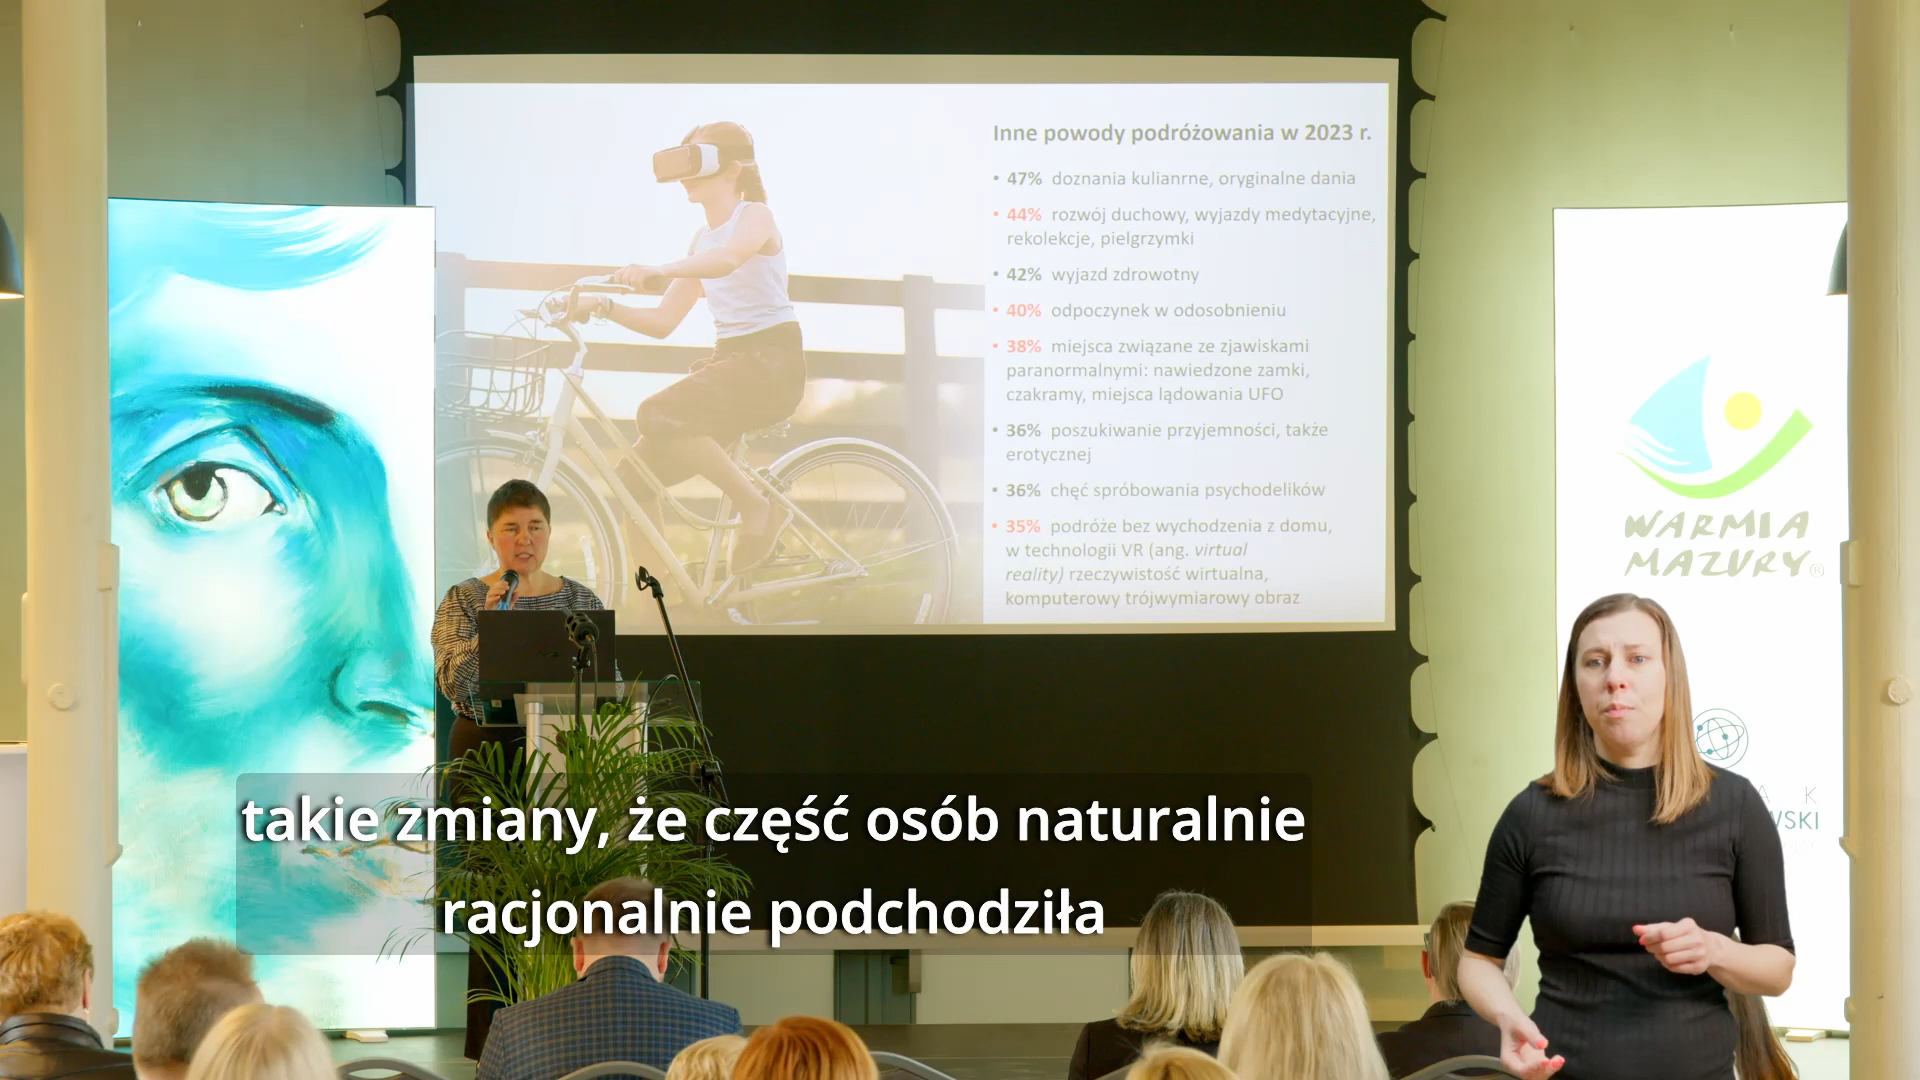 Inne powody podróżowania w 2023 r.
• 47% doznania kulianrne, oryginalne dania
• 44% rozwój duchowy, wyjazdy medytacyjne,
rekolekcje, pielgrzymki
• 42% wyjazd zdrowotny
• 40% odpoczynek w odosobnieniu
• 38% miejsca związane ze zjawiskami
paranormalnymi: nawiedzone zamki,
czakramy, miejsca lądowania UFO
• 36% poszukiwanie przyjemności, także
erotycznej
• 36% chęć spróbowania psychodelików
• 35% podróże bez wychodzenia z domu,
w technologii VR (ang. virtual
reality) rzeczywistość wirtualna,
komputerowy trójwymiarowy obraz
WARMIA
MAZURY®
takie zmiany, że część osób naturalnie
racjonalnie podchodziła